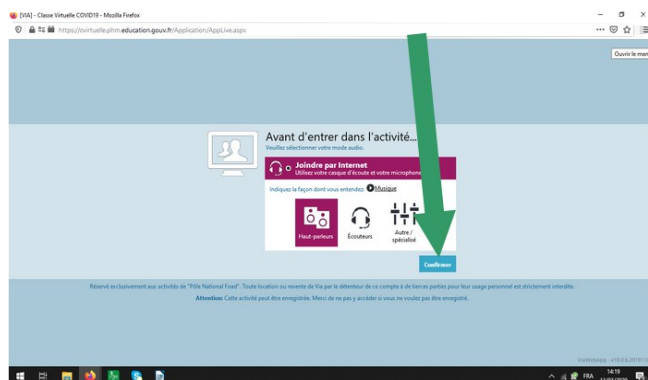 [VIA] - Classe Virtuelle COVID19 - Mozilla Firefox
education.gouv.fr/Application/AppLive.aspx
Ouvrir le men
Avant d'entrer dans l'activité...
Veuillez sélectionner votre mode audio.
Joindre par Internet
Utilisez votre casque d'écoute et votre microphone
Indiquez la façon dont vous entendez Musique
Haut-parleurs
Écouteurs
Autre /
spécialisé
Confirmer
Réservé exclusivement aux activités de "Pôle National Foad". Toute location ou revente de Via par le détenteur de ce compte à de tierces parties pour leur usage personnel est strictement interdite.
Attention: Cette activité peut être enregistrée. Merci de ne pas y accéder si vous ne voulez pas être enregistré.
FRA
14:19